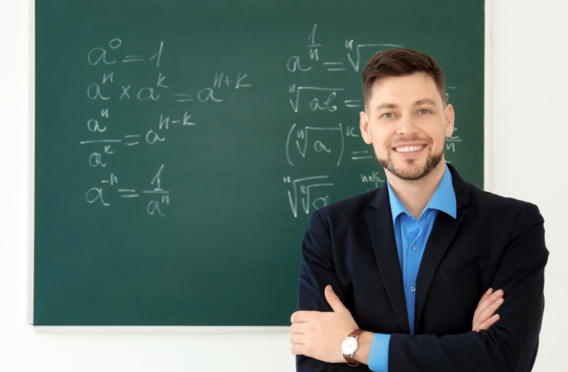 a⁰ = 1
aⁿ × aᵏ = aⁿ⁺ᵏ
aⁿ / aᵏ = aⁿ⁻ᵏ
a⁻ⁿ = 1 / aⁿ
a^(1/n) = ⁿ√
ⁿ√ab =
(ⁿ√a)ᵏ =
ⁿ√ᵏ√a